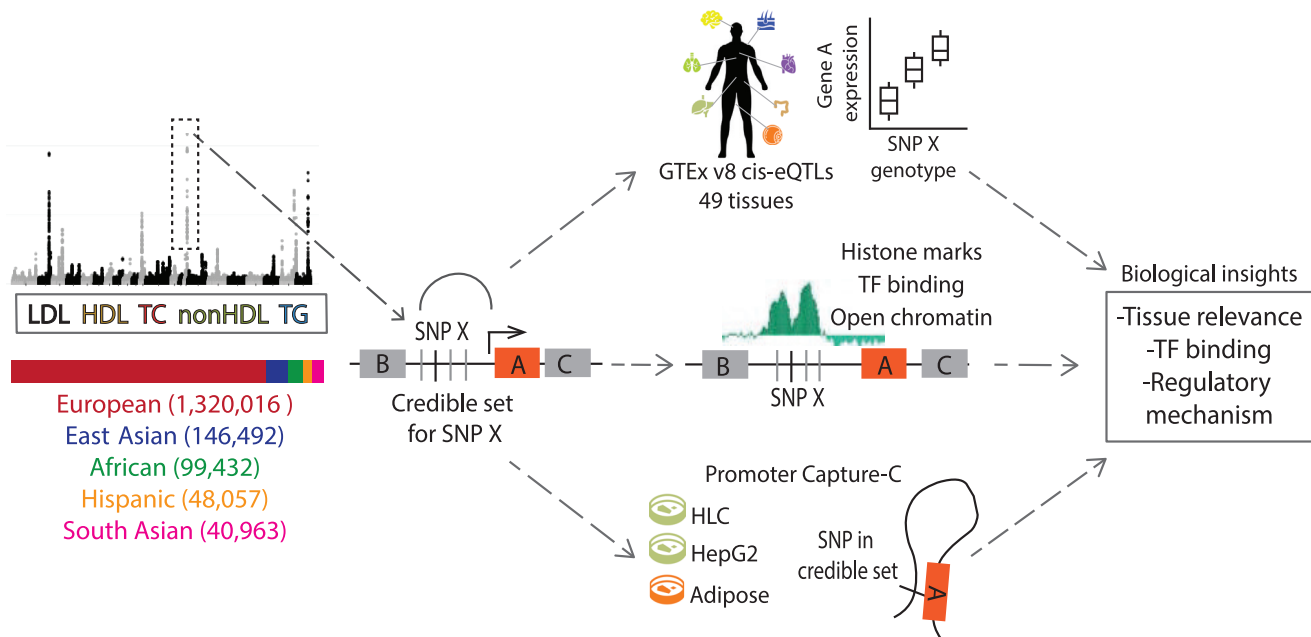 LDL HDL TC nonHDL TG
European (1,320,016 )
East Asian (146,492)
African (99,432)
Hispanic (48,057)
South Asian (40,963)
SNP X
B
A
C
Credible set
for SNP X
GTEx v8 cis-eQTLs
49 tissues
Gene A
expression
SNP X
genotype
Histone marks
TF binding
Open chromatin
B
A
C
SNP X
Promoter Capture-C
HLC
HepG2
Adipose
SNP in
credible set
A
Biological insights
-Tissue relevance
-TF binding
-Regulatory
mechanism